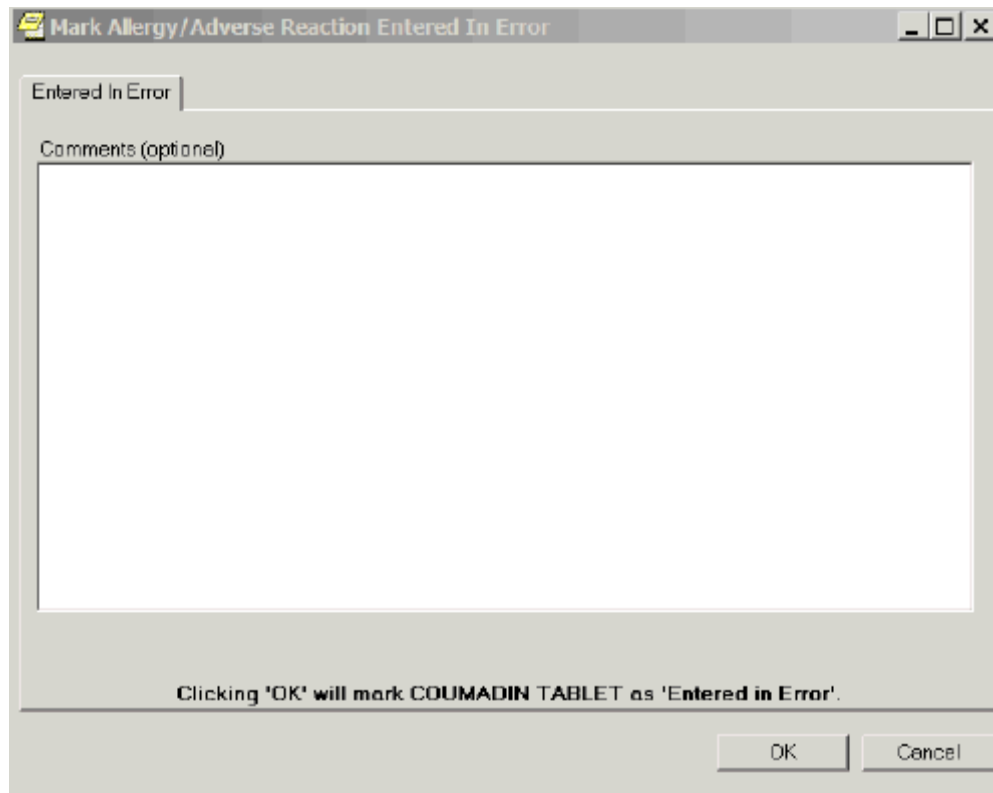 Mark Allergy/Adverse Reaction Entered In Error
Entered In Error
Comments (optional)
Clicking 'OK' will mark COUMADIN TABLET as 'Entered in Error'.
OK
Cancel